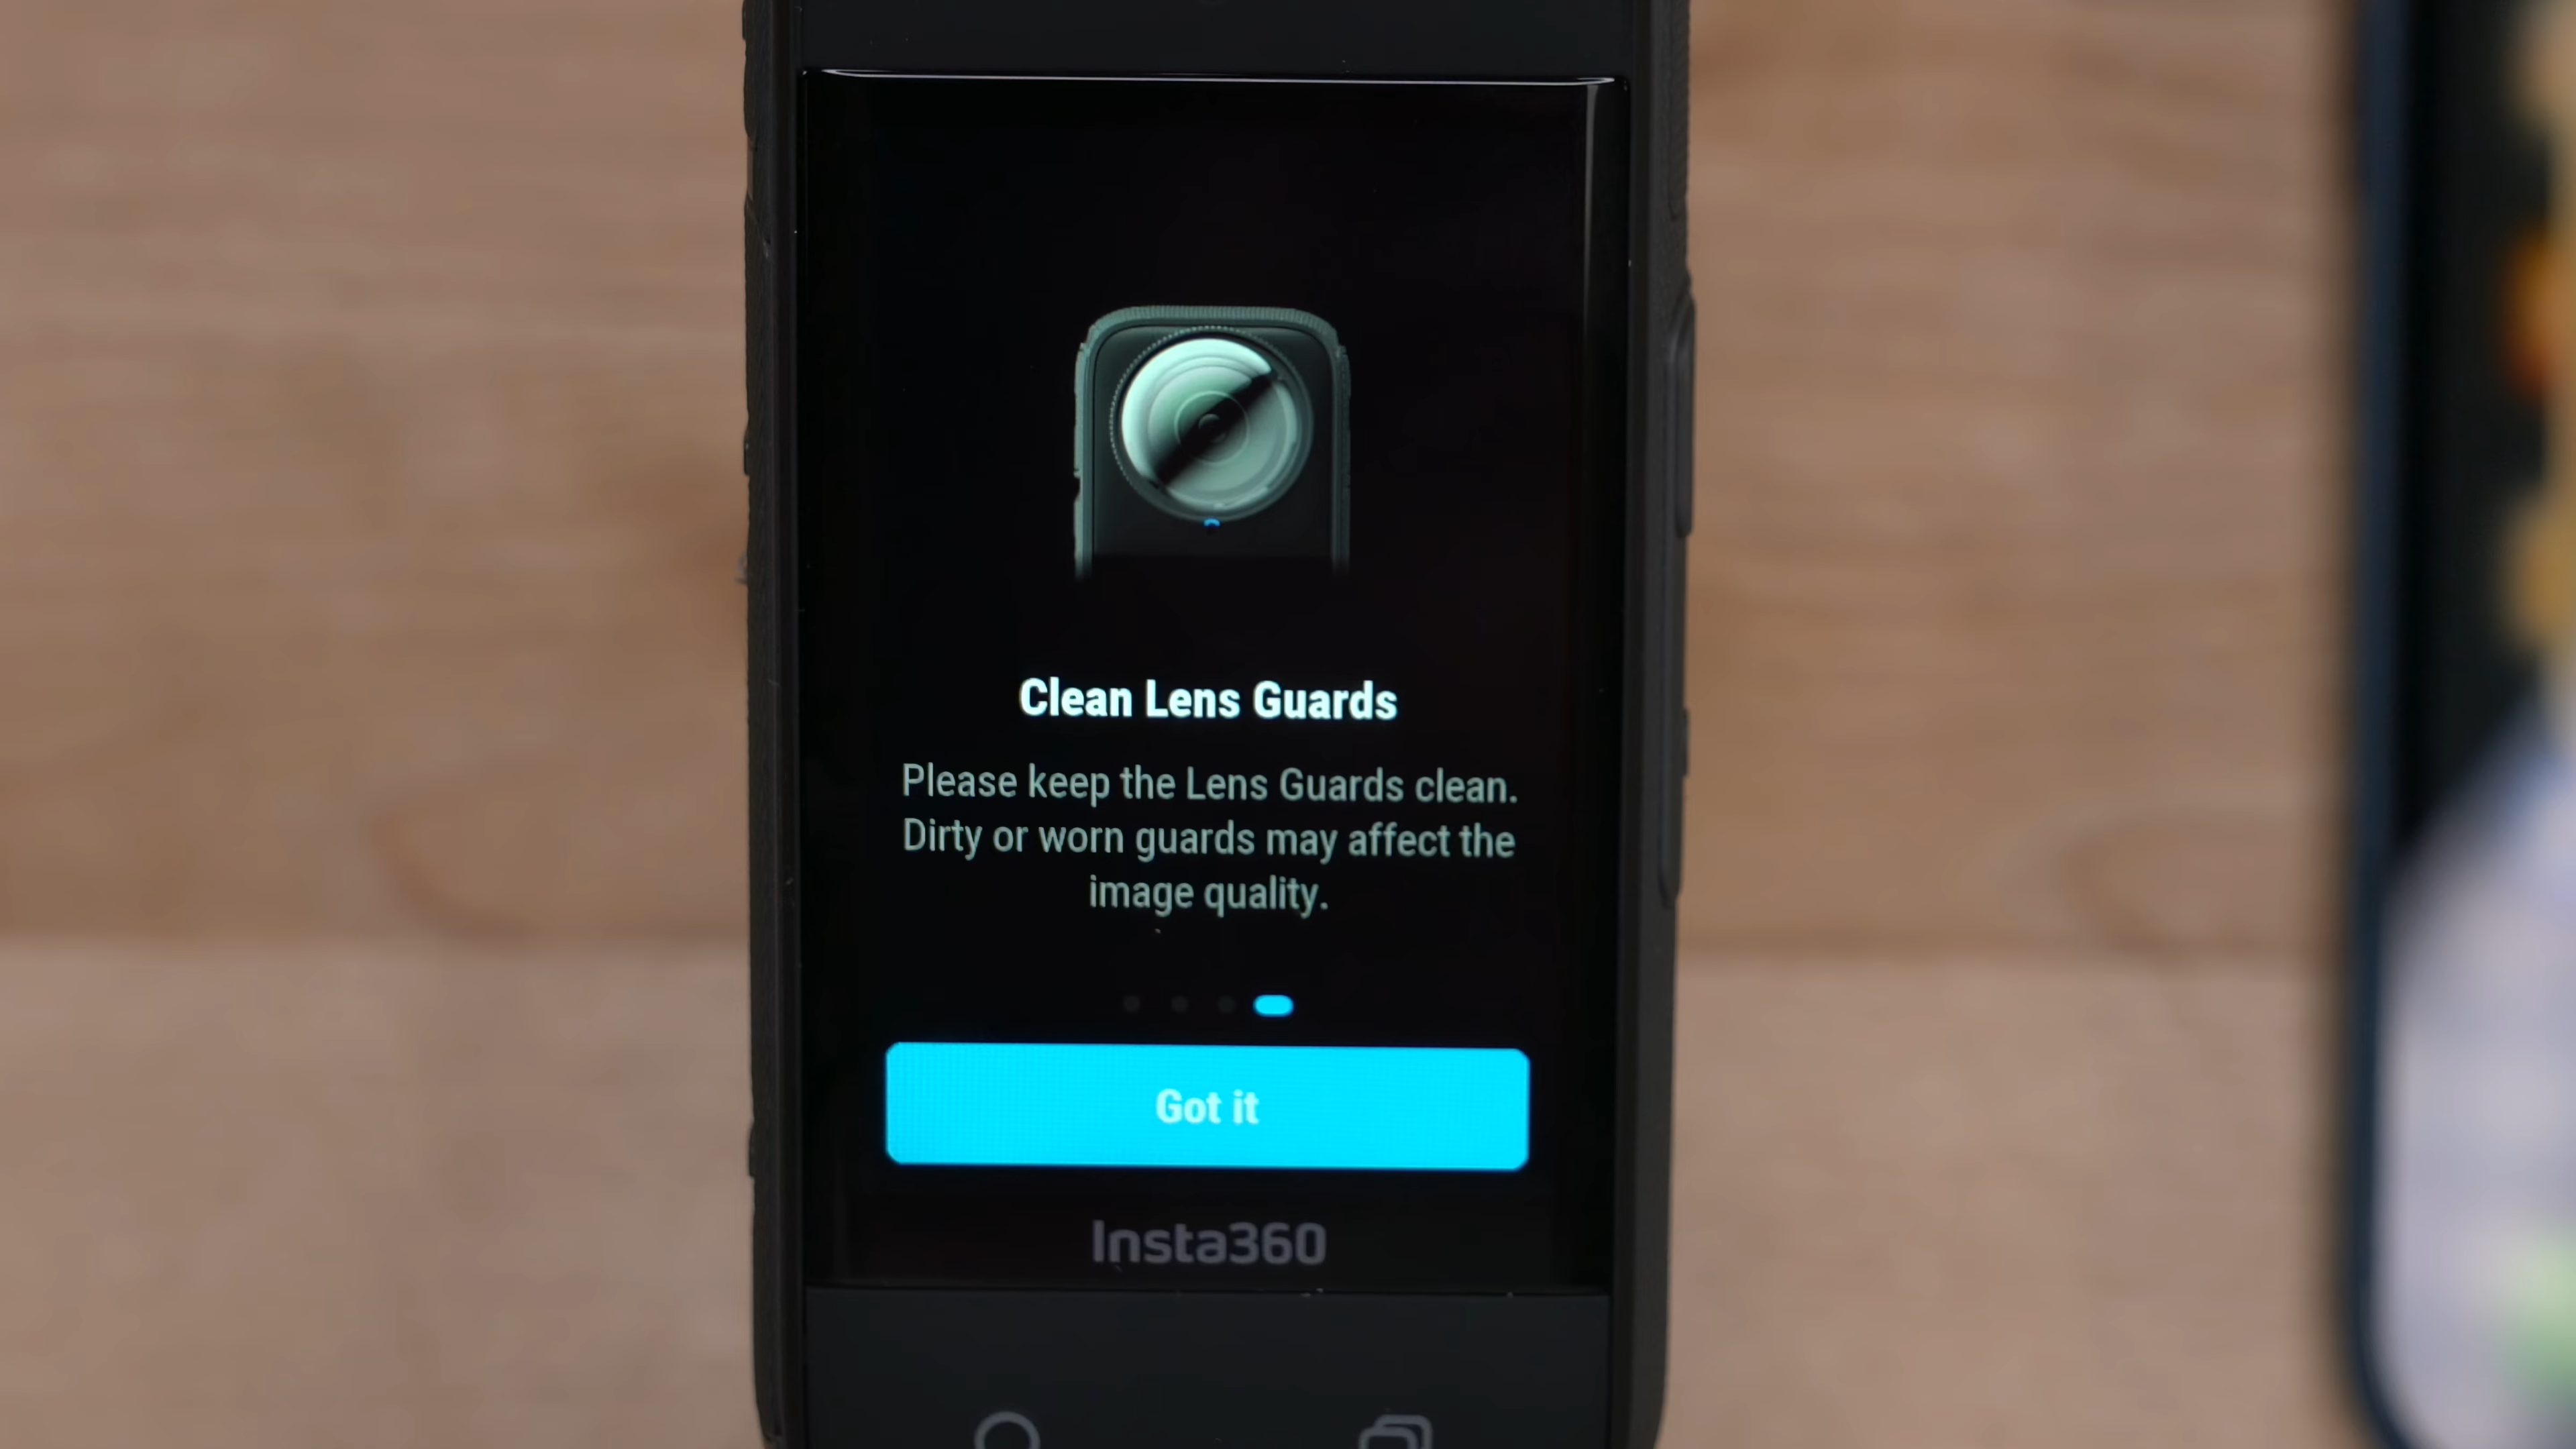 Clean Lens Guards
Please keep the Lens Guards clean.
Dirty or worn guards may affect the
image quality.
Got it
Insta360